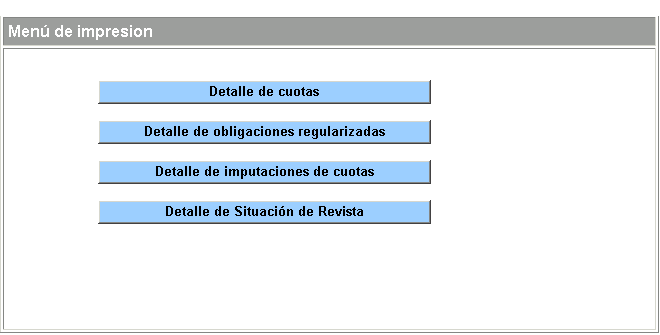 Menú de impresion
Detalle de cuotas
Detalle de obligaciones regularizadas
Detalle de imputaciones de cuotas
Detalle de Situación de Revista